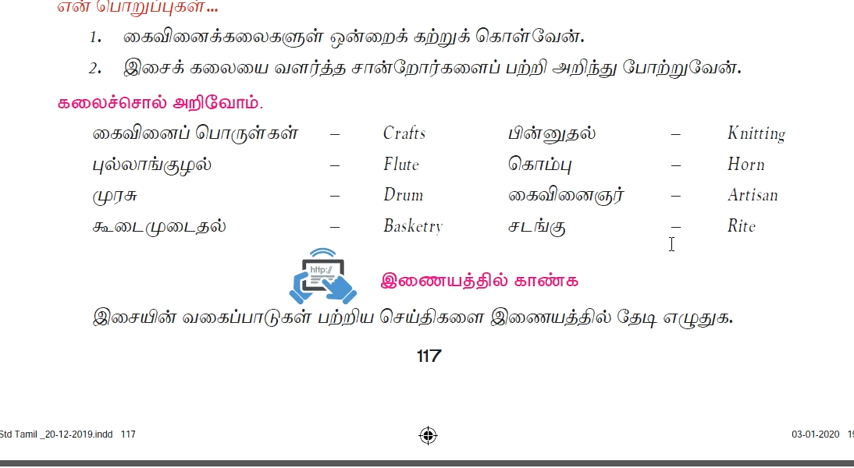 என் பொறுப்புகள்...
1. கைவினைக்கலைகளுள் ஒன்றைக் கற்றுக் கொள்வேன்.
2. இசைக் கலையை வளர்த்த சான்றோர்களைப் பற்றி அறிந்து போற்றுவேன்.
கலைச்சொல் அறிவோம்.
கைவினைப் பொருள்கள் – Crafts பின்னுதல் – Knitting
புல்லாங்குழல் – Flute கொம்பு – Horn
முரசு – Drum கைவினைஞர் – Artisan
கூடைமுடைதல் – Basketry சடங்கு – Rite
http://
இணையத்தில் காண்க
இசையின் வகைப்பாடுகள் பற்றிய செய்திகளை இணையத்தில் தேடி எழுதுக.
117
Std Tamil _20-12-2019.indd 117 03-01-2020